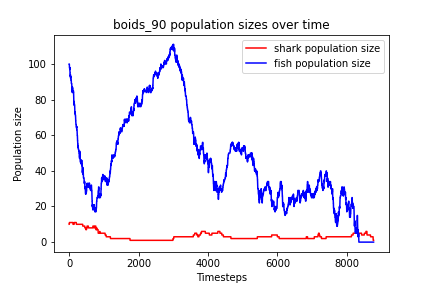 boids_90 population sizes over time
shark population size
fish population size
Population size
100
80
60
40
20
0
0 2000 4000 6000 8000
Timesteps